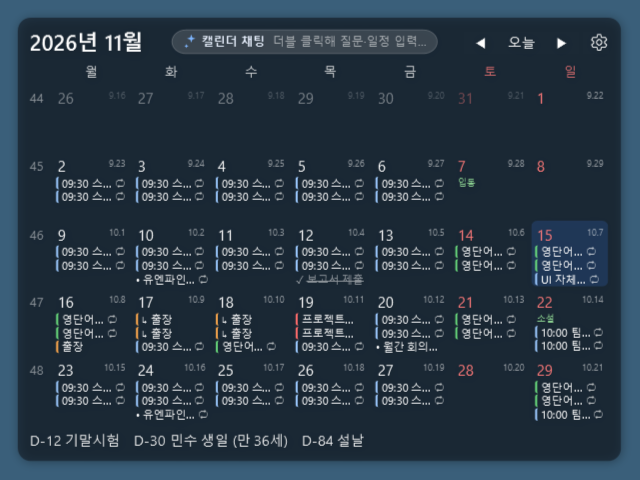 2026년 11월 캘린더 채팅 더블 클릭해 질문·일정 입력... ◀ 오늘 ▶
월 화 수 목 금 토 일
44 26 9.16 27 9.17 28 9.18 29 9.19 30 9.20 31 9.21 1 9.22
45 2 9.23 3 9.24 4 9.25 5 9.26 6 9.27 7 9.28 8 9.29
09:30 스... 09:30 스... 09:30 스... 09:30 스... 09:30 스... 입동
09:30 스... 09:30 스... 09:30 스... 09:30 스... 09:30 스...
46 9 10.1 10 10.2 11 10.3 12 10.4 13 10.5 14 10.6 15 10.7
09:30 스... 09:30 스... 09:30 스... 09:30 스... 09:30 스... 영단어... 영단어...
09:30 스... 09:30 스... 09:30 스... 09:30 스... 09:30 스... 영단어... 영단어...
• 유엔파인... ✓ 보고서 제출 UI 자체...
47 16 10.8 17 10.9 18 10.10 19 10.11 20 10.12 21 10.13 22 10.14
영단어... ↳ 출장 ↳ 출장 프로젝트... 09:30 스... 영단어... 소설
영단어... ↳ 출장 ↳ 출장 프로젝트... 09:30 스... 영단어... 10:00 팀...
출장 09:30 스... 영단어... 09:30 스... • 월간 회의... 10:00 팀...
48 23 10.15 24 10.16 25 10.17 26 10.18 27 10.19 28 10.20 29 10.21
09:30 스... 09:30 스... 09:30 스... 09:30 스... 09:30 스... 영단어...
09:30 스... 09:30 스... 09:30 스... 09:30 스... 09:30 스... 영단어...
• 유엔파인... 10:00 팀...
D-12 기말시험 D-30 민수 생일 (만 36세) D-84 설날